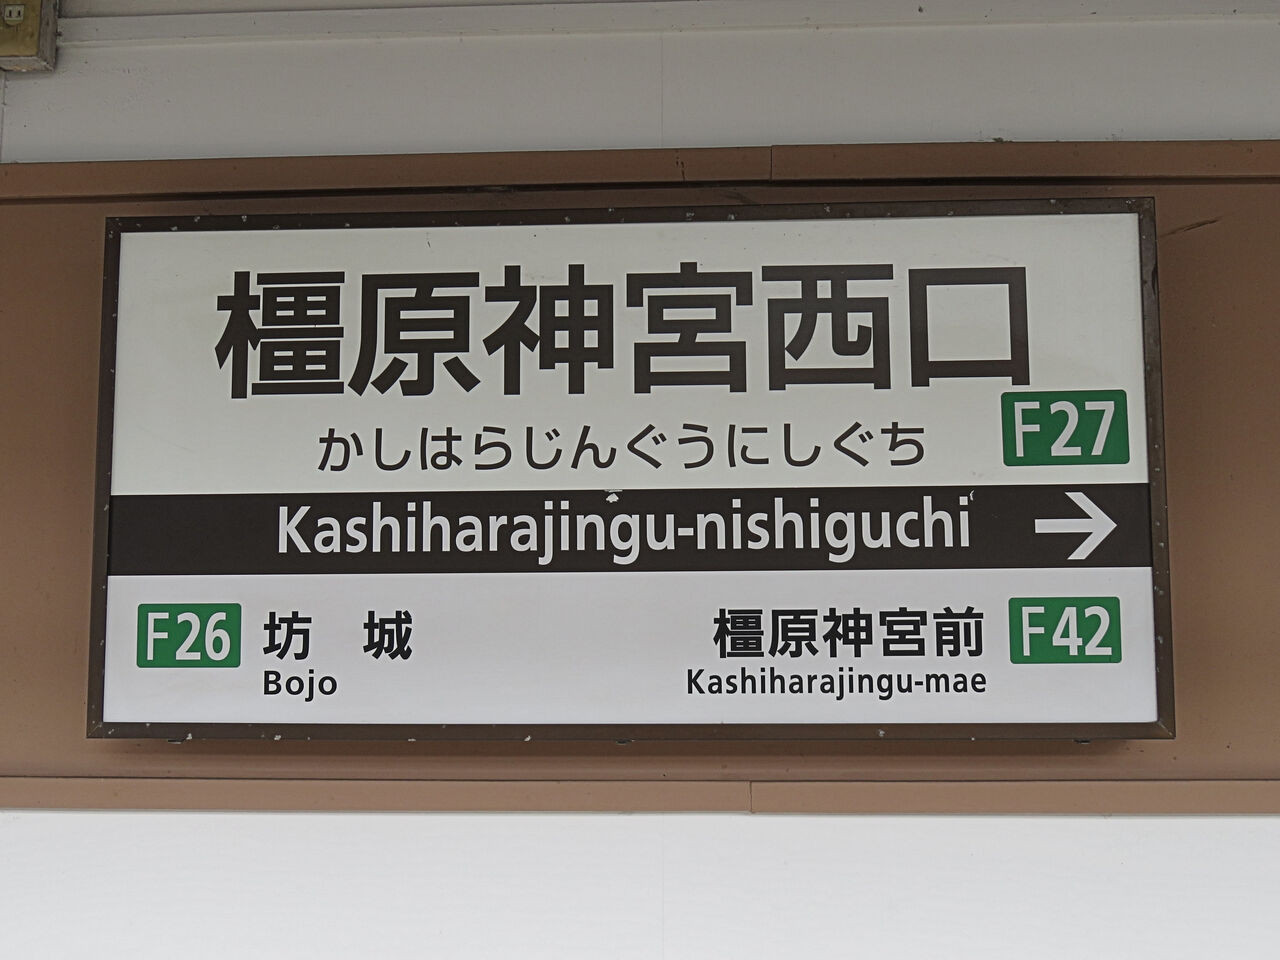 橿原神宮西口
かしはらじんぐうにしぐち
F27
Kashiharajingu-nishiguchi →
F26 坊 城
Bojo
橿原神宮前 F42
Kashiharajingu-mae